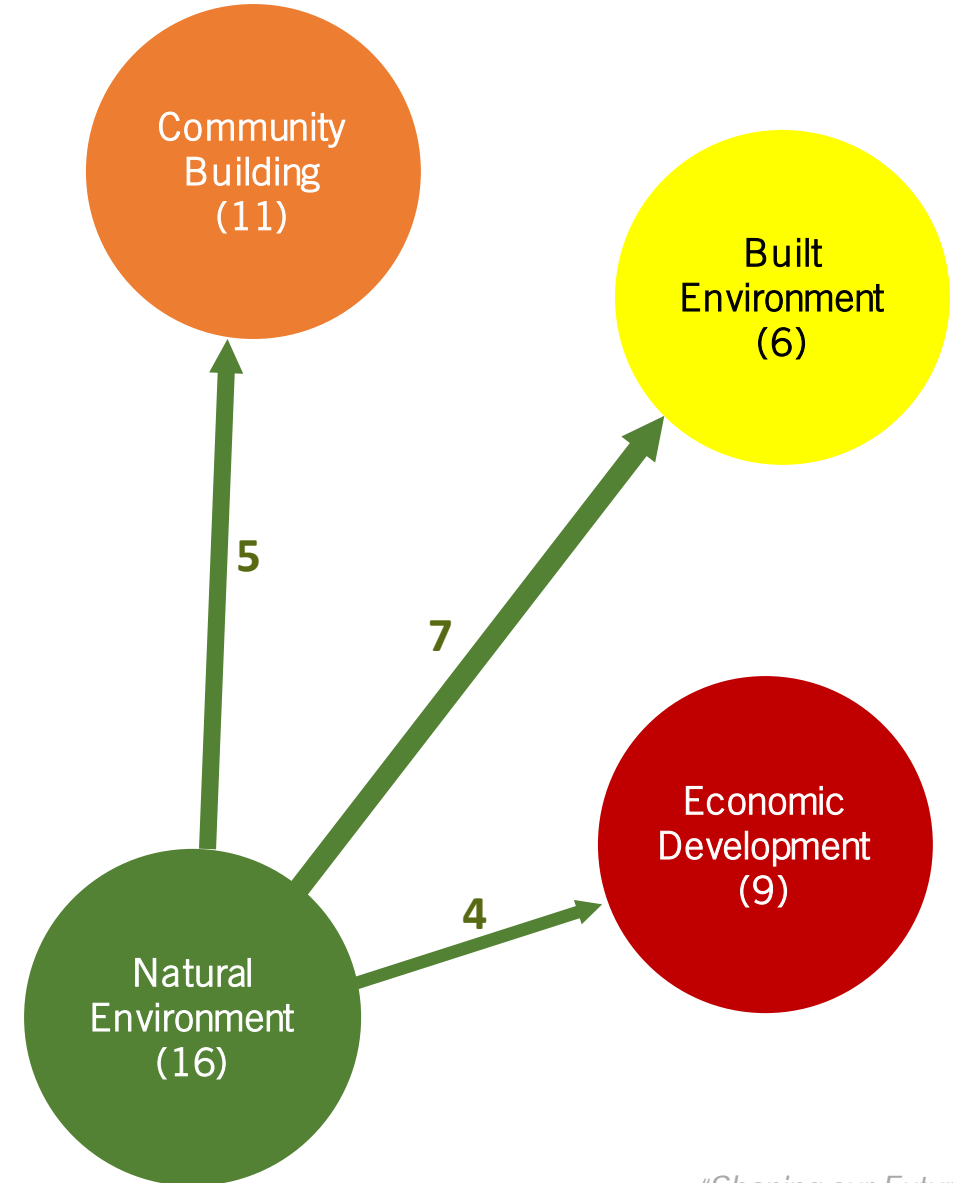 Community
Building
(11)
Built
Environment
(6)
5
7
Economic
Development
(9)
4
Natural
Environment
(16)